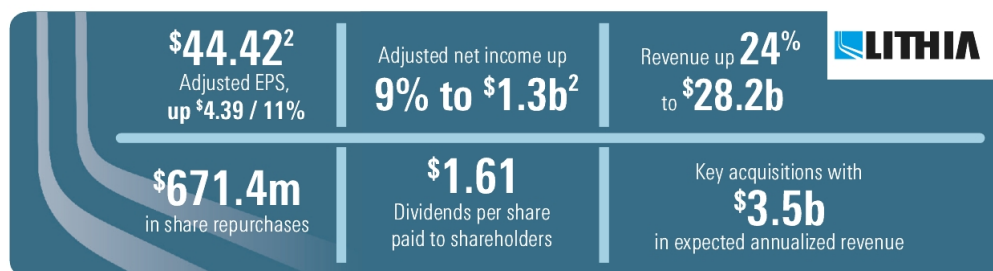 $44.42²
Adjusted EPS,
up $4.39 / 11%
Adjusted net income up
9% to $1.3b²
Revenue up 24%
to $28.2b
LITHIA
$671.4m
in share repurchases
$1.61
Dividends per share
paid to shareholders
Key acquisitions with
$3.5b
in expected annualized revenue